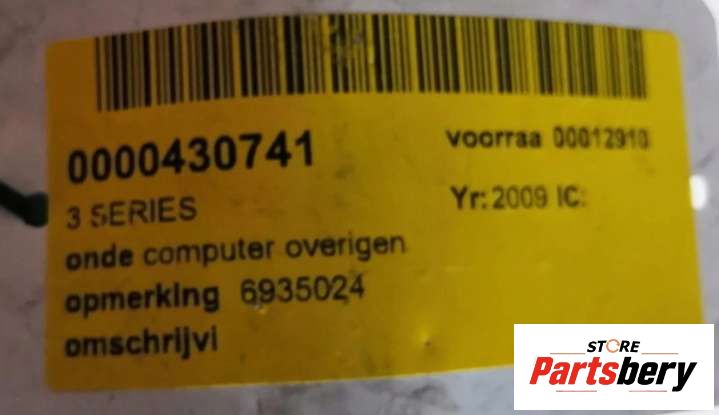 0000430741
voorraa 00012910
3 SERIES
Yr: 2009 IC:
onde computer overigen
opmerking 6935024
omschrijvi
STORE
Partsbery